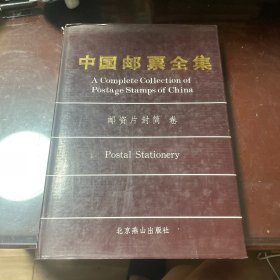 中国邮票全集
A Complete Collection of
Postage Stamps of China
邮资片封简 卷
Postal Stationery
北京燕山出版社